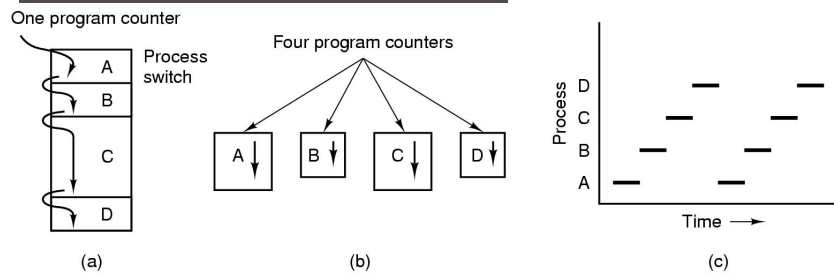 One program counter
Process
switch
A
B
C
D
(a)
Four program counters
A
B
C
D
(b)
Process
D
C
B
A
Time
(c)